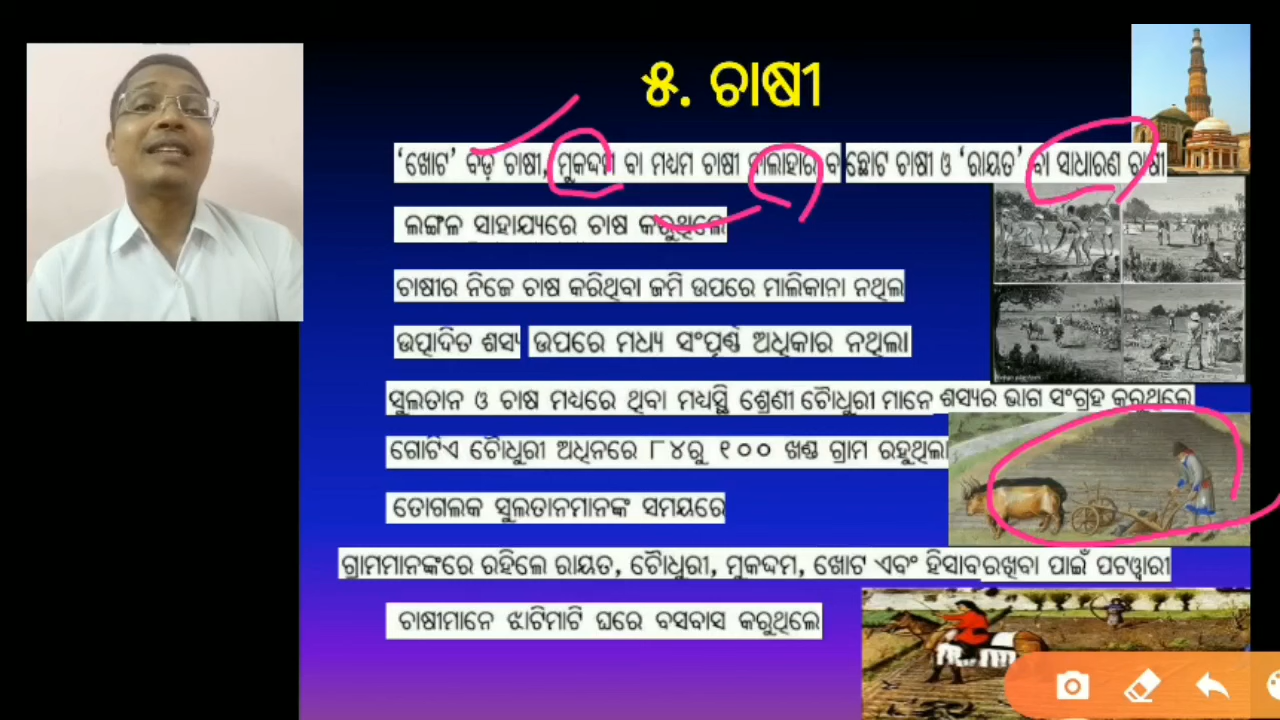 ୫. ଚାଷୀ
‘ଖୋଟ’ ବଡ଼ ଚାଷୀ, ମୁକଦ୍ଦମ ବା ମଧ୍ୟମ ଚାଷୀ ବାଲାହାର ବା ଛୋଟ ଚାଷୀ ଓ ‘ରାୟତ’ ବା ସାଧାରଣ ଚାଷୀ
ଲଙ୍ଗଳ ସାହାଯ୍ୟରେ ଚାଷ କରୁଥିଲେ
ଚାଷୀର ନିଜେ ଚାଷ କରିଥିବା ଜମି ଉପରେ ମାଲିକାନା ନଥିଲ
ଉତ୍ପାଦିତ ଶସ୍ୟ ଉପରେ ମଧ୍ୟ ସଂପୂର୍ଣ୍ଣ ଅଧିକାର ନଥିଲା
ସୁଲତାନ ଓ ଚାଷ ମଧ୍ୟରେ ଥିବା ମଧ୍ୟସ୍ଥି ଶ୍ରେଣୀ ଚୌଧୁରୀ ମାନେ ଶସ୍ୟର ଭାଗ ସଂଗ୍ରହ କରୁଥିଲେ
ଗୋଟିଏ ଚୌଧୁରୀ ଅଧିନରେ ୮୪ରୁ ୧୦୦ ଖଣ୍ଡ ଗ୍ରାମ ରହୁଥିଲା
ତୋଗଲକ ସୁଲତାନମାନଙ୍କ ସମୟରେ
ଗ୍ରାମମାନଙ୍କରେ ରହିଲେ ରାୟତ, ଚୌଧୁରୀ, ମୁକଦ୍ଦମ, ଖୋଟ ଏବଂ ହିସାବରଖିବା ପାଇଁ ପଟଓ୍ବାରୀ
ଚାଷୀମାନେ ଝାଟିମାଟି ଘରେ ବସବାସ କରୁଥିଲେ